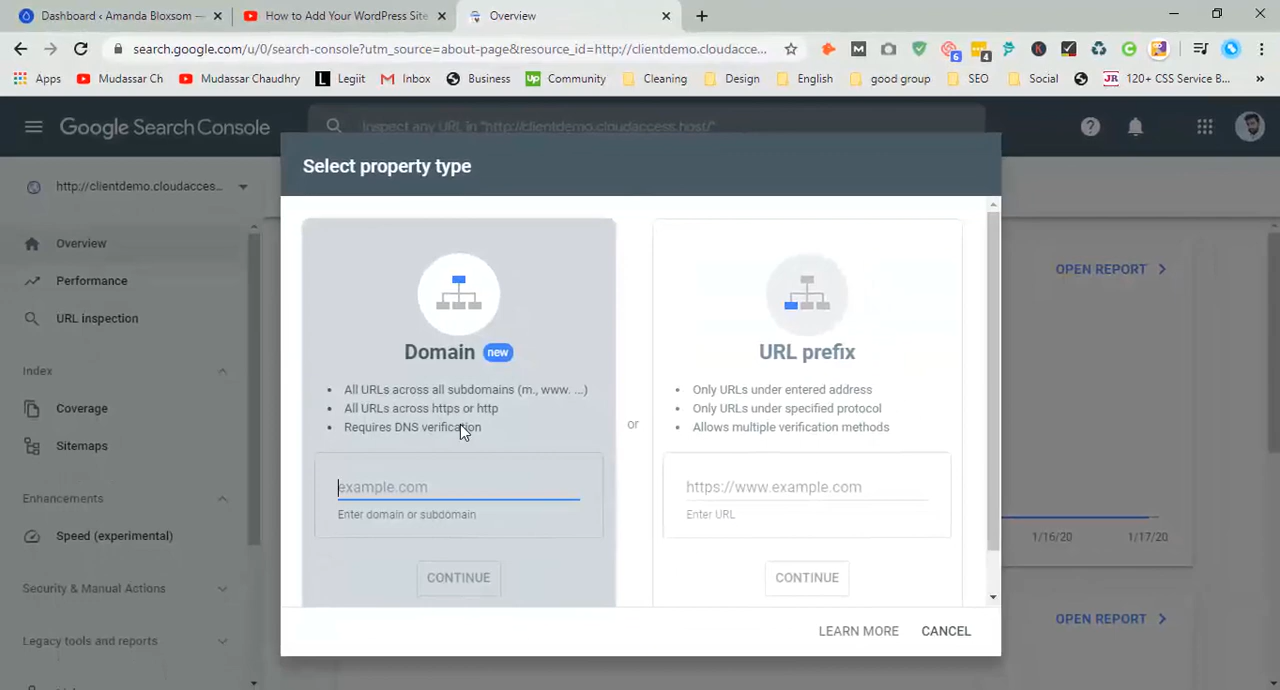 Dashboard ‹ Amanda Bloxsom —
How to Add Your WordPress Site
Overview
search.google.com/u/0/search-console?utm_source=about-page&resource_id=http://clientdemo.cloudacce...
6
4
Apps
Mudassar Ch
Mudassar Chaudhry
Legiit
Inbox
Business
Community
Cleaning
Design
English
good group
SEO
Social
JR
120+ CSS Service B...
»
Google Search Console
Inspect any URL in "http://clientdemo.cloudaccess.host/"
http://clientdemo.cloudacces...
Overview
Performance
URL inspection
Index
Coverage
Sitemaps
Enhancements
Speed (experimental)
Security & Manual Actions
Legacy tools and reports
Select property type
Domain new
• All URLs across all subdomains (m., www. ...)
• All URLs across https or http
• Requires DNS verification
example.com
Enter domain or subdomain
CONTINUE
or
URL prefix
• Only URLs under entered address
• Only URLs under specified protocol
• Allows multiple verification methods
https://www.example.com
Enter URL
CONTINUE
LEARN MORE
CANCEL
OPEN REPORT
1/16/20
1/17/20
OPEN REPORT